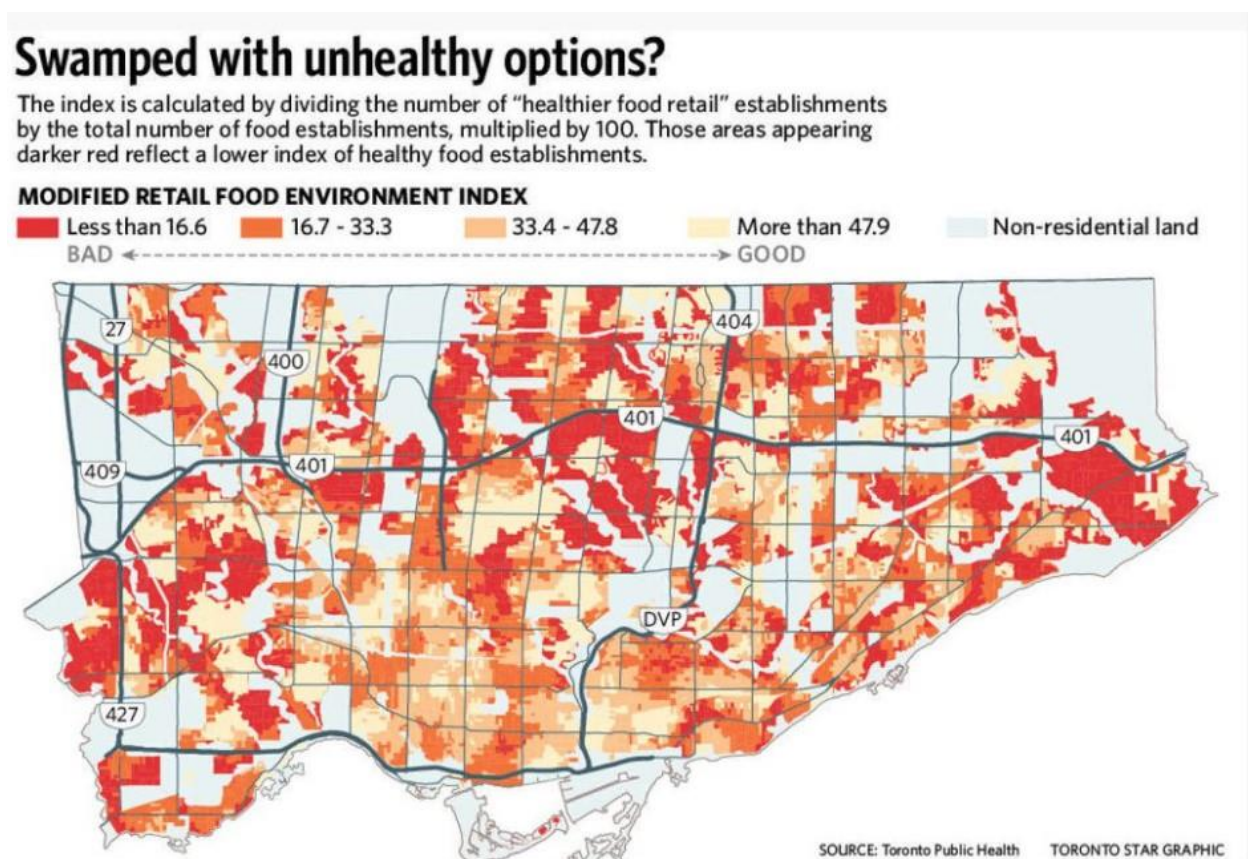 Swamped with unhealthy options?
The index is calculated by dividing the number of “healthier food retail” establishments
by the total number of food establishments, multiplied by 100. Those areas appearing
darker red reflect a lower index of healthy food establishments.
MODIFIED RETAIL FOOD ENVIRONMENT INDEX
Less than 16.6 16.7 - 33.3 33.4 - 47.8 More than 47.9 Non-residential land
BAD GOOD
27
404
400
401
401
401
409
DVP
427
SOURCE: Toronto Public Health TORONTO STAR GRAPHIC